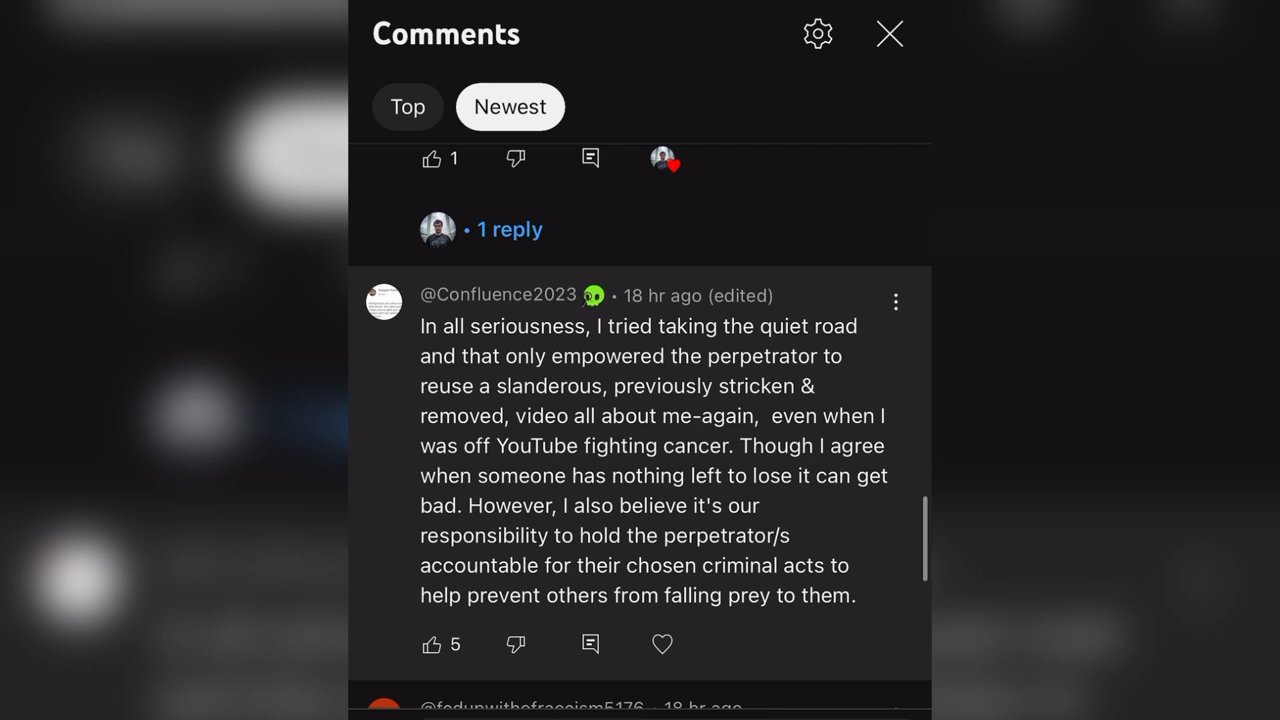 Comments
Top
Newest
1
• 1 reply
@Confluence2023 • 18 hr ago (edited)
In all seriousness, I tried taking the quiet road
and that only empowered the perpetrator to
reuse a slanderous, previously stricken &
removed, video all about me-again,  even when I
was off YouTube fighting cancer. Though I agree
when someone has nothing left to lose it can get
bad. However, I also believe it's our
responsibility to hold the perpetrator/s
accountable for their chosen criminal acts to
help prevent others from falling prey to them.
5
18 hr ago